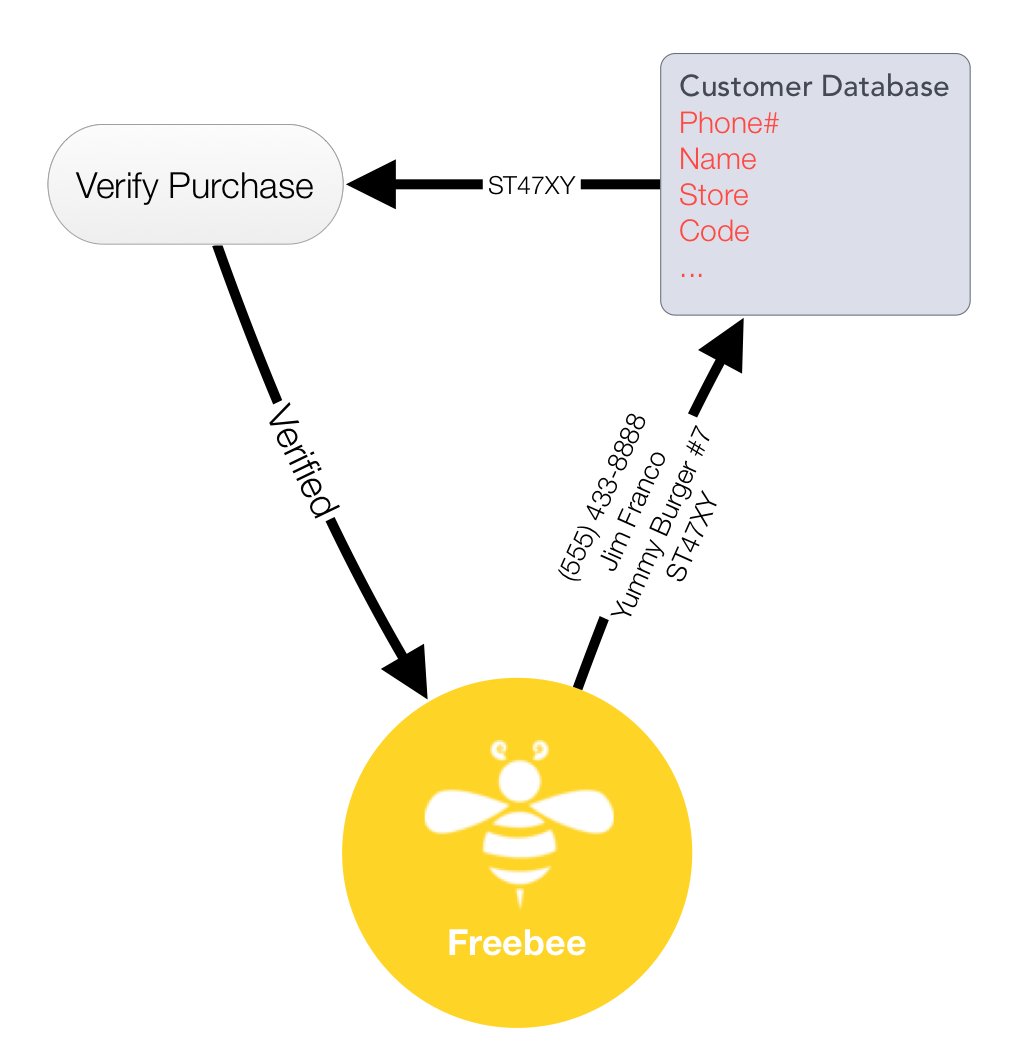 Customer Database
Phone#
Name
Store
Code
...
Verify Purchase
ST47XY
Verified
(555) 433-8888
Jim Franco
Yummy Burger #7
ST47XY
Freebee